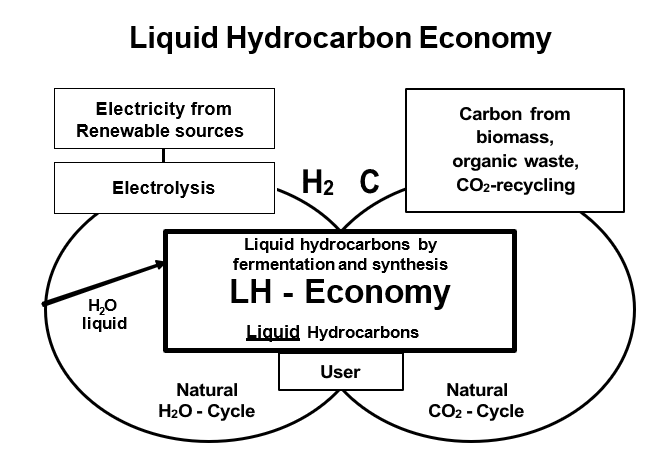 Liquid Hydrocarbon Economy
Electricity from
Renewable sources
Electrolysis
H₂ C
Carbon from
biomass,
organic waste,
CO₂-recycling
Liquid hydrocarbons by
fermentation and synthesis
LH - Economy
Liquid Hydrocarbons
H₂O
liquid
User
Natural
H₂O - Cycle
Natural
CO₂ - Cycle